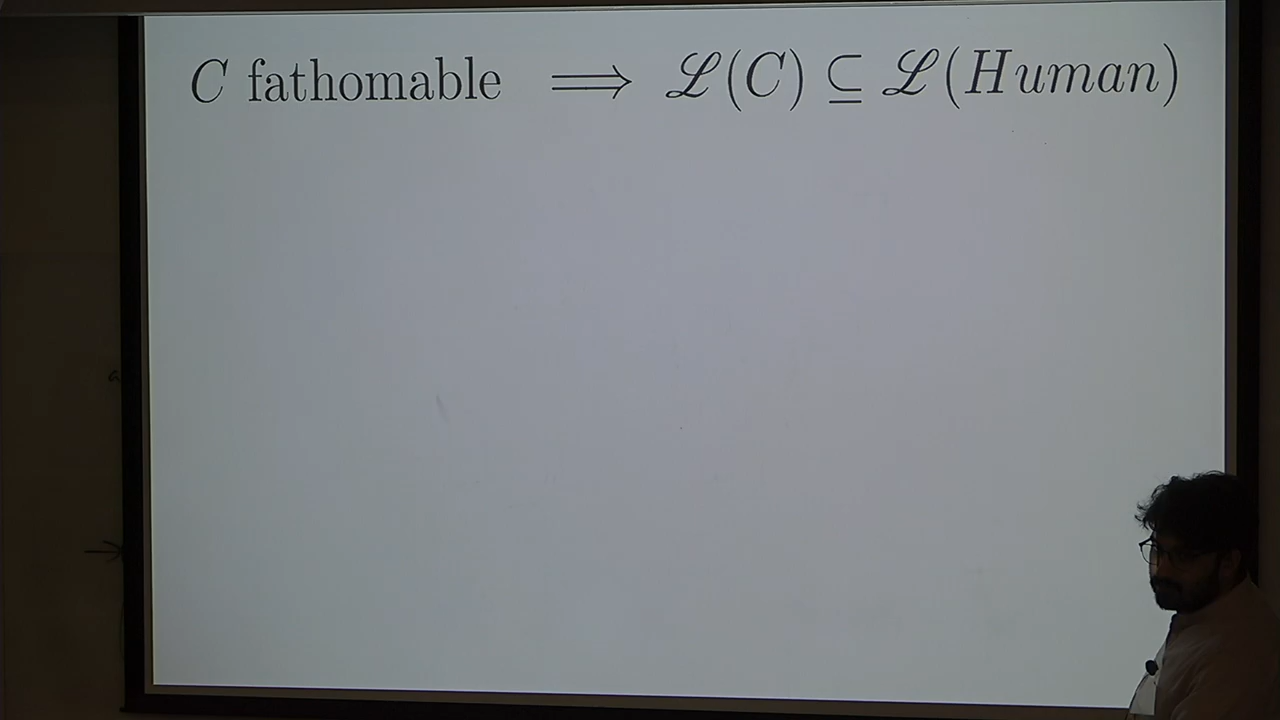 C fathomable ⟹ ℒ(C) ⊆ ℒ(Human)